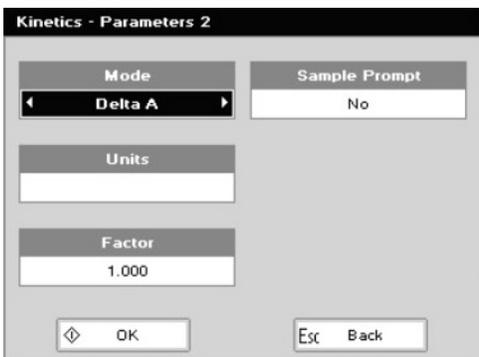 Kinetics - Parameters 2
Mode
Delta A
Sample Prompt
No
Units
Factor
1.000
OK
Esc Back